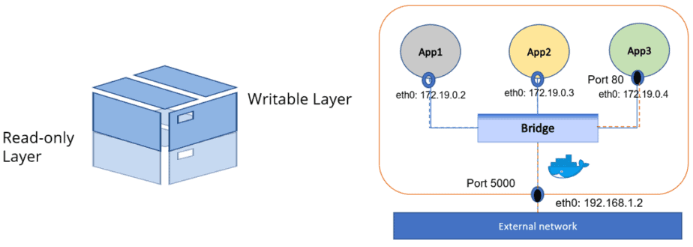 Writable Layer
Read-only
Layer
App1
App2
App3
Port 80
eth0: 172.19.0.2
eth0: 172.19.0.3
eth0: 172.19.0.4
Bridge
Port 5000
eth0: 192.168.1.2
External network